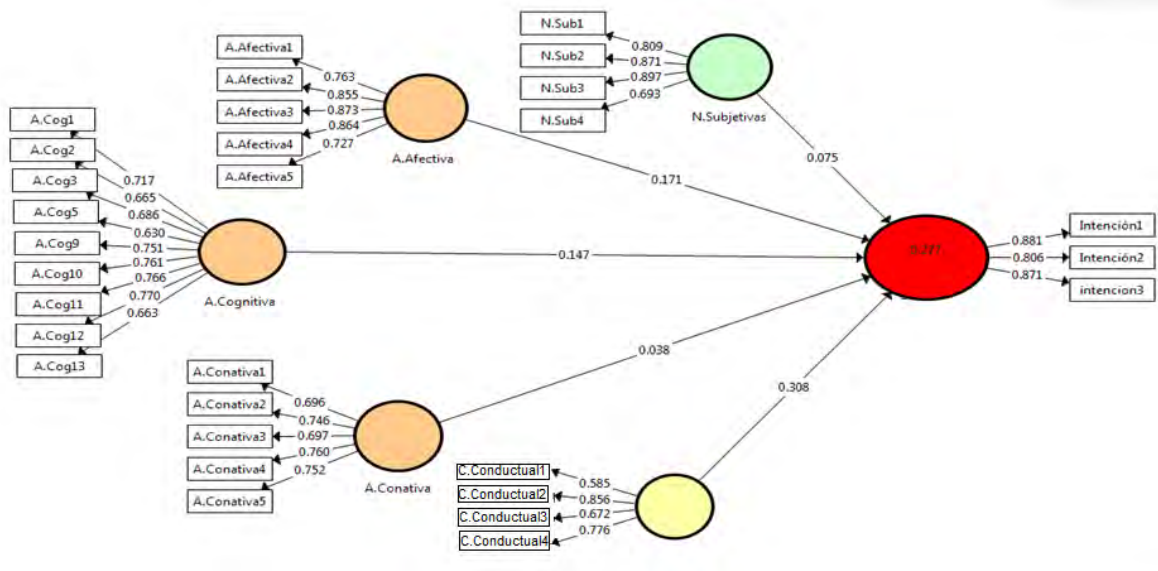 N.Sub1
N.Sub2
N.Sub3
N.Sub4
0.809
0.871
0.897
0.693
N.Subjetivas
A.Afectiva1
A.Afectiva2
A.Afectiva3
A.Afectiva4
A.Afectiva5
0.763
0.855
0.873
0.864
0.727
A.Afectiva
0.075
0.171
A.Cog1
A.Cog2
A.Cog3
A.Cog5
A.Cog9
A.Cog10
A.Cog11
A.Cog12
A.Cog13
0.717
0.665
0.686
0.630
0.751
0.761
0.766
0.770
0.663
A.Cognitiva
0.147
0.881
0.806
0.871
Intención1
Intención2
intencion3
0.038
0.308
A.Conativa1
A.Conativa2
A.Conativa3
A.Conativa4
A.Conativa5
0.696
0.746
0.697
0.760
0.752
A.Conativa
C.Conductual1
C.Conductual2
C.Conductual3
C.Conductual4
0.585
0.856
0.672
0.776